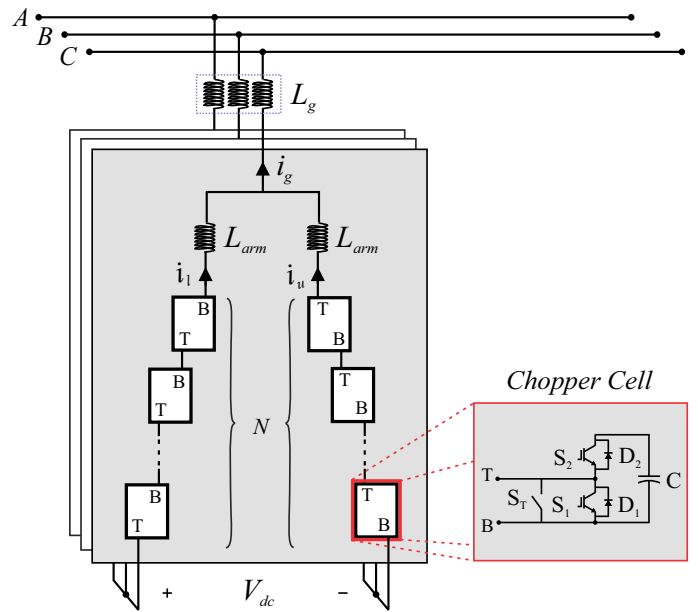 A
B
C
L_g
i_g
L_arm
L_arm
i_l
i_u
B
T
T
B
B
T
T
B
N
B
T
T
B
+
V_dc
-
Chopper Cell
S_2
D_2
T
S_T
S_1
D_1
C
B